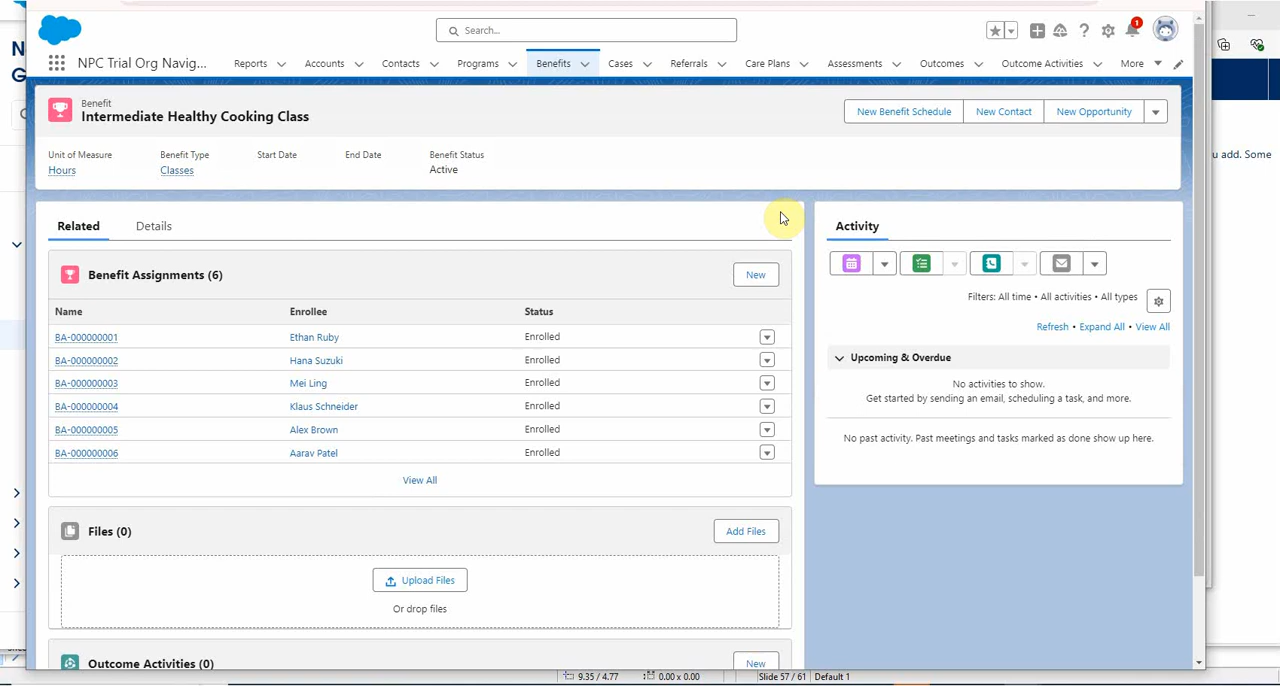 N
G
Search...
1
NPC Trial Org Navig...
Reports
Accounts
Contacts
Programs
Benefits
Cases
Referrals
Care Plans
Assessments
Outcomes
Outcome Activities
More
Benefit
Intermediate Healthy Cooking Class
New Benefit Schedule
New Contact
New Opportunity
Unit of Measure
Hours
Benefit Type
Classes
Start Date
End Date
Benefit Status
Active
u add. Some
Related
Details
Benefit Assignments (6)
New
Name Enrollee Status
BA-000000001 Ethan Ruby Enrolled
BA-000000002 Hana Suzuki Enrolled
BA-000000003 Mei Ling Enrolled
BA-000000004 Klaus Schneider Enrolled
BA-000000005 Alex Brown Enrolled
BA-000000006 Aarav Patel Enrolled
View All
Files (0)
Add Files
Upload Files
Or drop files
Outcome Activities (0)
New
Activity
Filters: All time • All activities • All types
Refresh • Expand All • View All
Upcoming & Overdue
No activities to show.
Get started by sending an email, scheduling a task, and more.
No past activity. Past meetings and tasks marked as done show up here.
9.35 / 4.77
0.00 x 0.00
Slide 57 / 61
Default 1